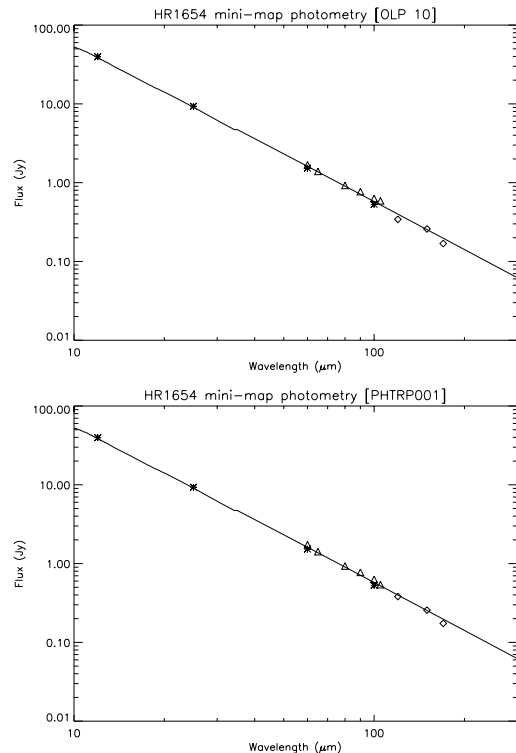 HR1654 mini-map photometry [OLP 10]
100.00
10.00
1.00
0.10
0.01
Flux (Jy)
10
100
Wavelength (μm)
HR1654 mini-map photometry [PHTRP001]
100.00
10.00
1.00
0.10
0.01
Flux (Jy)
10
100
Wavelength (μm)